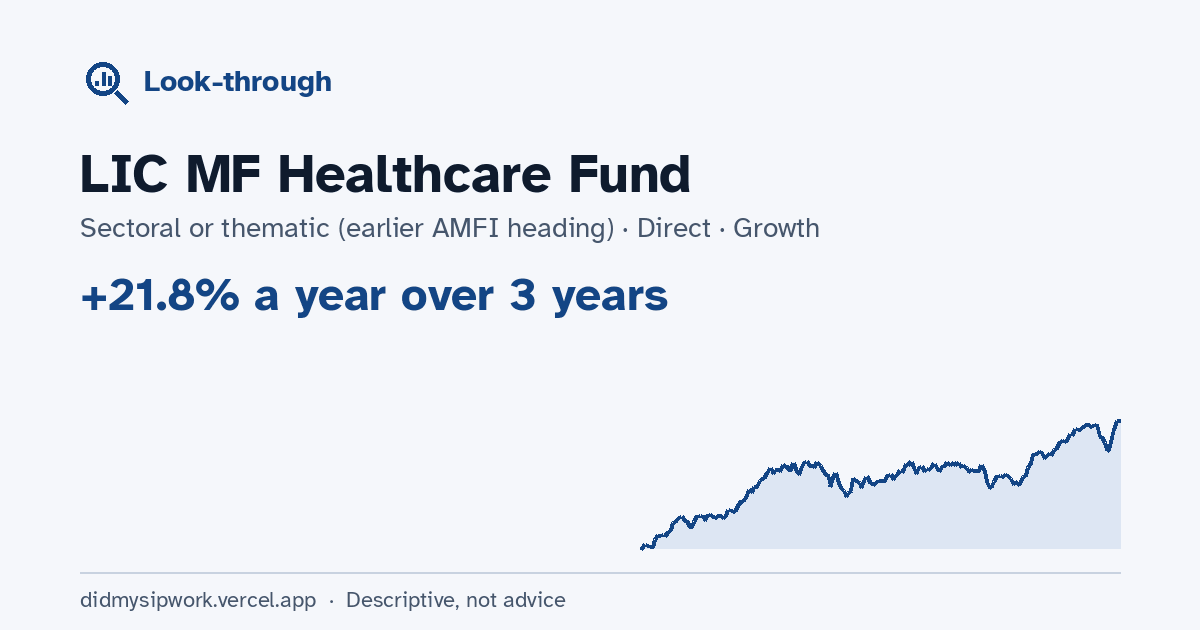 Look-through
LIC MF Healthcare Fund
Sectoral or thematic (earlier AMFI heading) · Direct · Growth
+21.8% a year over 3 years
didmysipwork.vercel.app · Descriptive, not advice